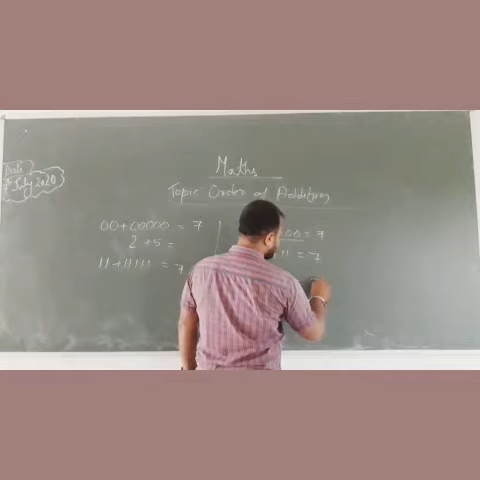 Maths
Topic Order of Addition
Date
July 2020
00+00000 = 7
2+5 =
11+11111 = 7
00 = 7
11 = 7